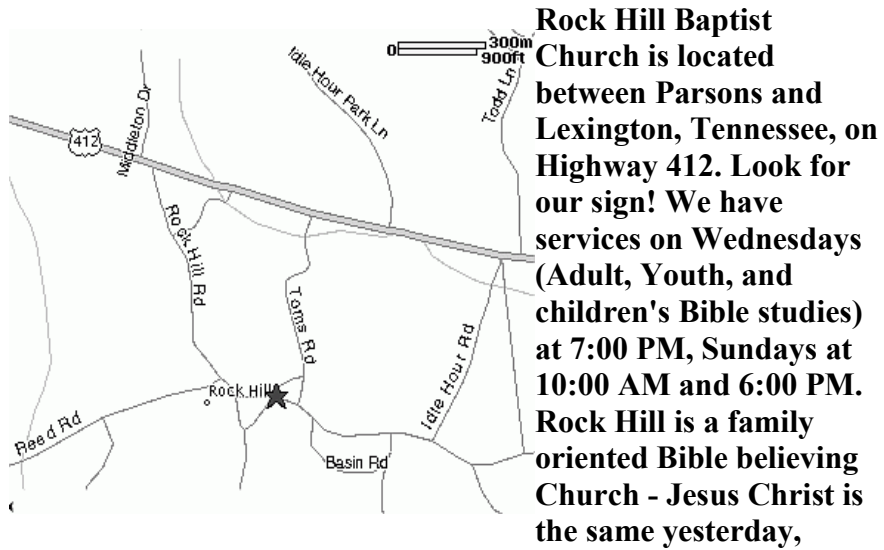 0 300m
900ft
Middleton Dr
412
Idle Hour Park Ln
Todd Ln
Rock Hill Rd
Toms Rd
Idle Hour Rd
Rock Hill
Reed Rd
Basin Rd
Rock Hill Baptist
Church is located
between Parsons and
Lexington, Tennessee, on
Highway 412. Look for
our sign! We have
services on Wednesdays
(Adult, Youth, and
children's Bible studies)
at 7:00 PM, Sundays at
10:00 AM and 6:00 PM.
Rock Hill is a family
oriented Bible believing
Church - Jesus Christ is
the same yesterday,